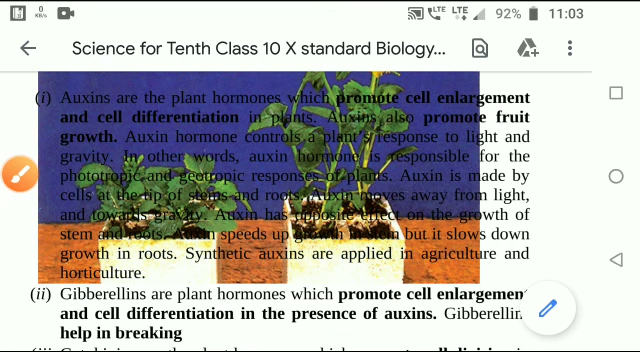 0
KB/S
LTE LTE 92% 11:03
Science for Tenth Class 10 X standard Biology...
(i) Auxins are the plant hormones which promote cell enlargement
and cell differentiation in plants. Auxins also promote fruit
growth. Auxin hormone controls a plant's response to light and
gravity. In other words, auxin hormone is responsible for the
phototropic and geotropic responses of plants. Auxin is made by
cells at the tip of stems and roots. Auxin moves away from light,
and towards gravity. Auxin has opposite effect on the growth of
stem and roots. Auxin speeds up growth in stem but it slows down
growth in roots. Synthetic auxins are applied in agriculture and
horticulture.
(ii) Gibberellins are plant hormones which promote cell enlargement
and cell differentiation in the presence of auxins. Gibberellin
help in breaking